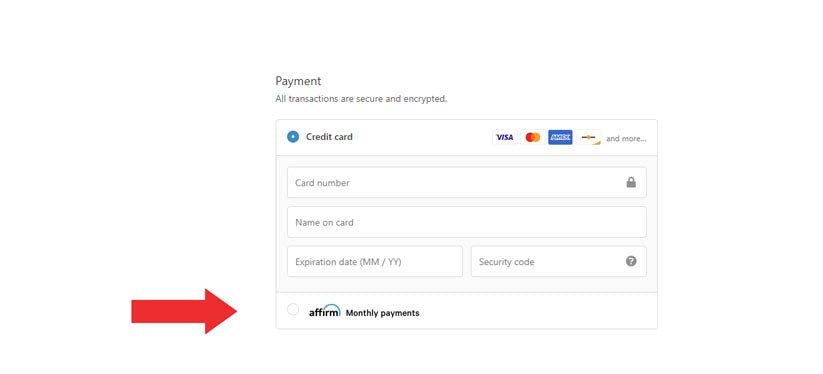 Payment
All transactions are secure and encrypted.
Credit card VISA AMEX and more...
Card number
Name on card
Expiration date (MM / YY) Security code ?
affirm Monthly payments